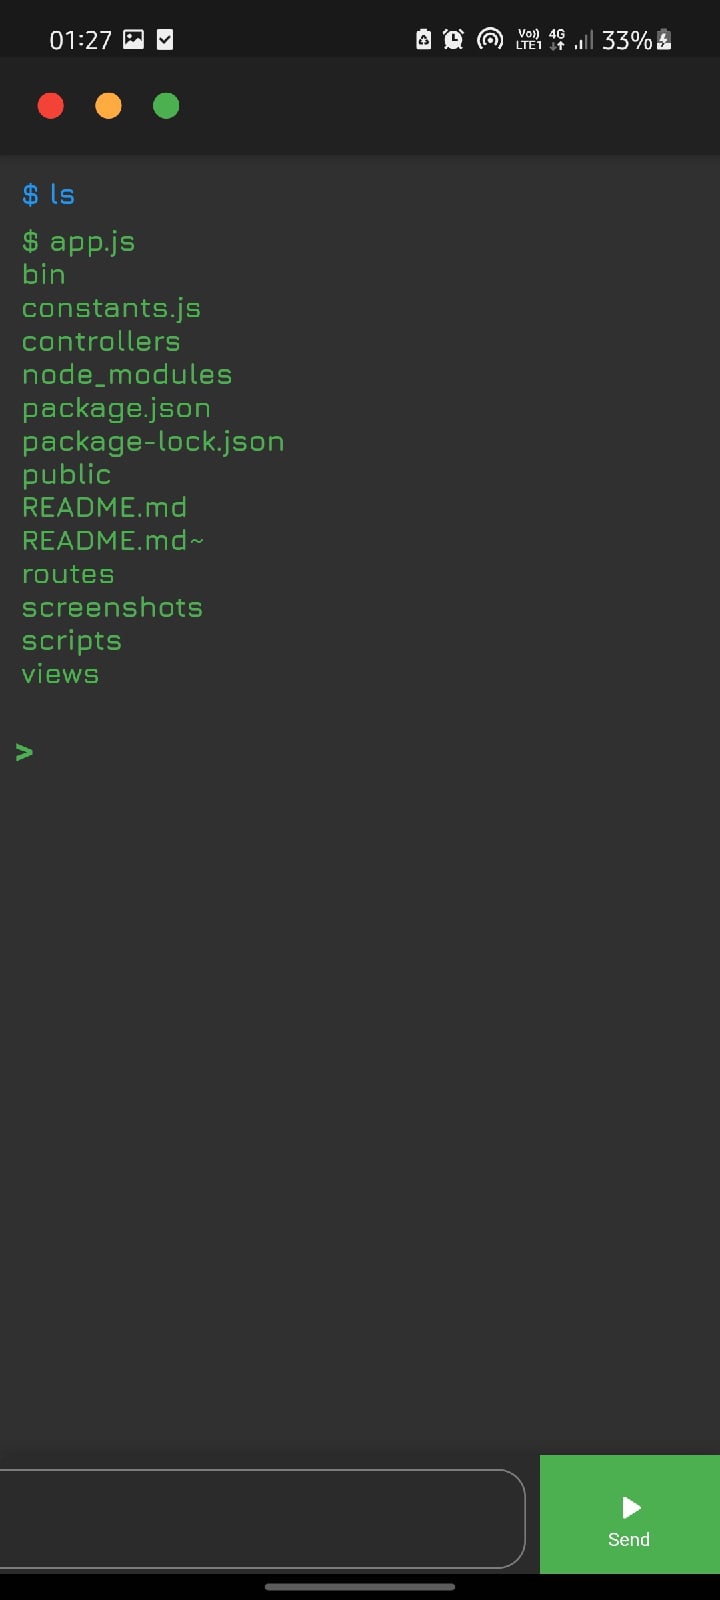 01:27
Vo)) 4G
LTE1
33%
$ ls
$ app.js
bin
constants.js
controllers
node_modules
package.json
package-lock.json
public
README.md
README.md~
routes
screenshots
scripts
views
>
Send